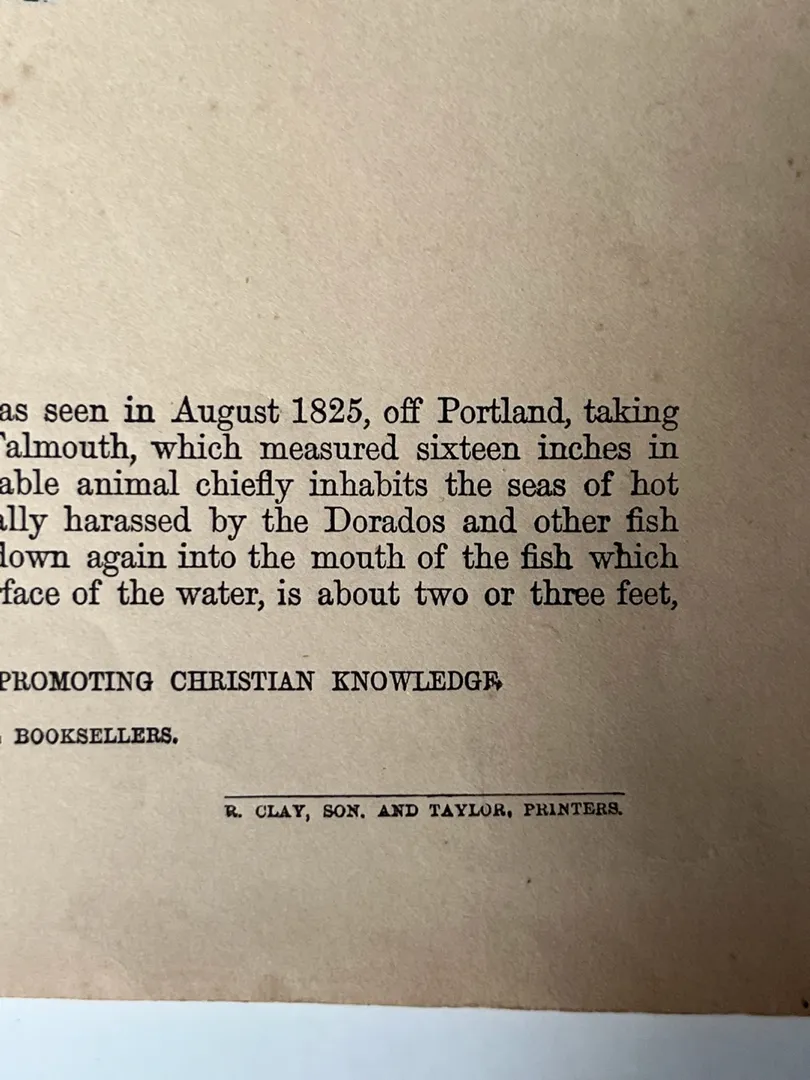 as seen in August 1825, off Portland, taking
almouth, which measured sixteen inches in
able animal chiefly inhabits the seas of hot
ally harassed by the Dorados and other fish
down again into the mouth of the fish which
face of the water, is about two or three feet,
PROMOTING CHRISTIAN KNOWLEDGE
BOOKSELLERS.
R. CLAY, SON, AND TAYLOR, PRINTERS.